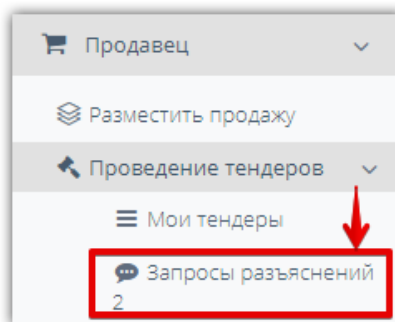 Продавец
Разместить продажу
Проведение тендеров
Мои тендеры
Запросы разъяснений
2